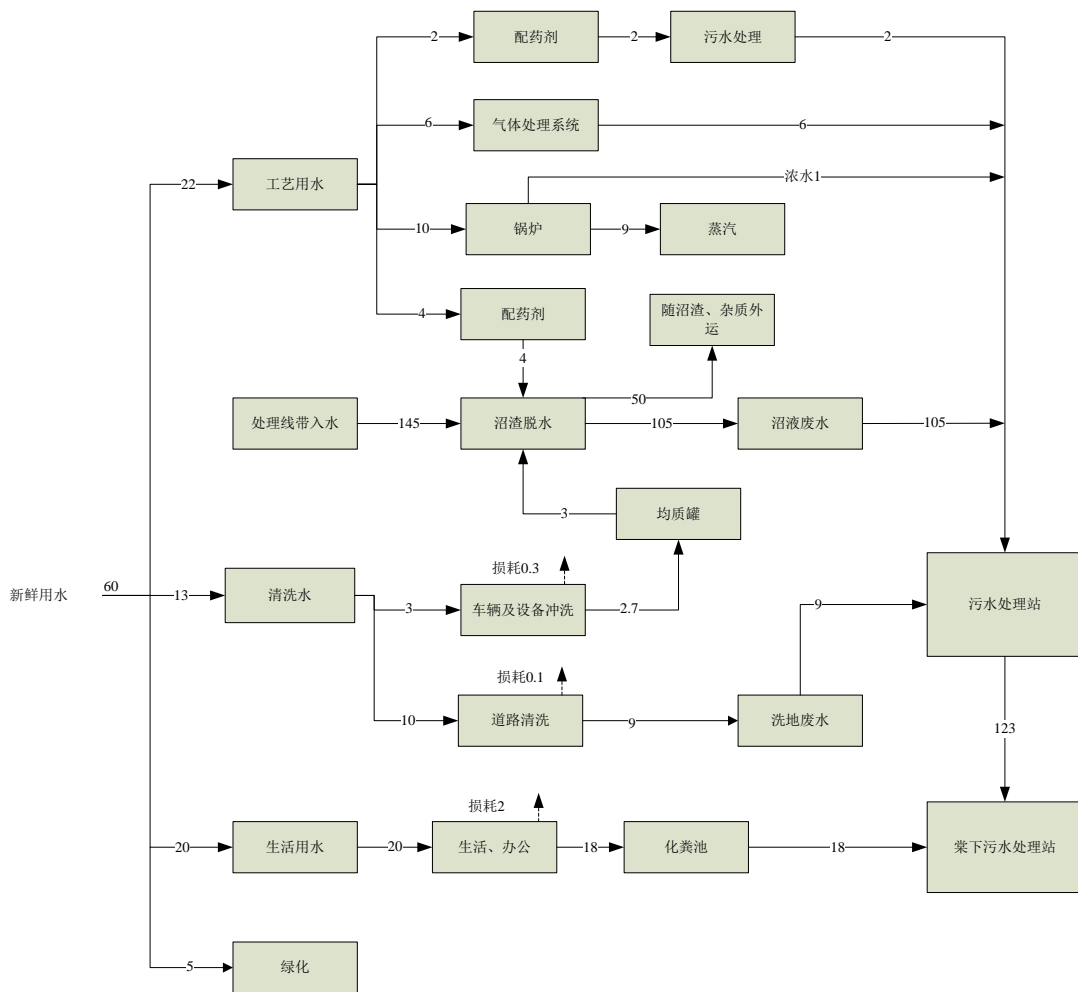 2
配药剂
2
污水处理
2
6
气体处理系统
6
22
工艺用水
浓水1
10
锅炉
9
蒸汽
4
配药剂
随沼渣、杂质外
运
4
50
处理线带入水
145
沼渣脱水
105
沼液废水
105
3
均质罐
新鲜用水
60
13
清洗水
损耗0.3
3
车辆及设备冲洗
2.7
9
污水处理站
损耗0.1
10
道路清洗
9
洗地废水
123
损耗2
20
生活用水
20
生活、办公
18
化粪池
18
棠下污水处理站
5
绿化